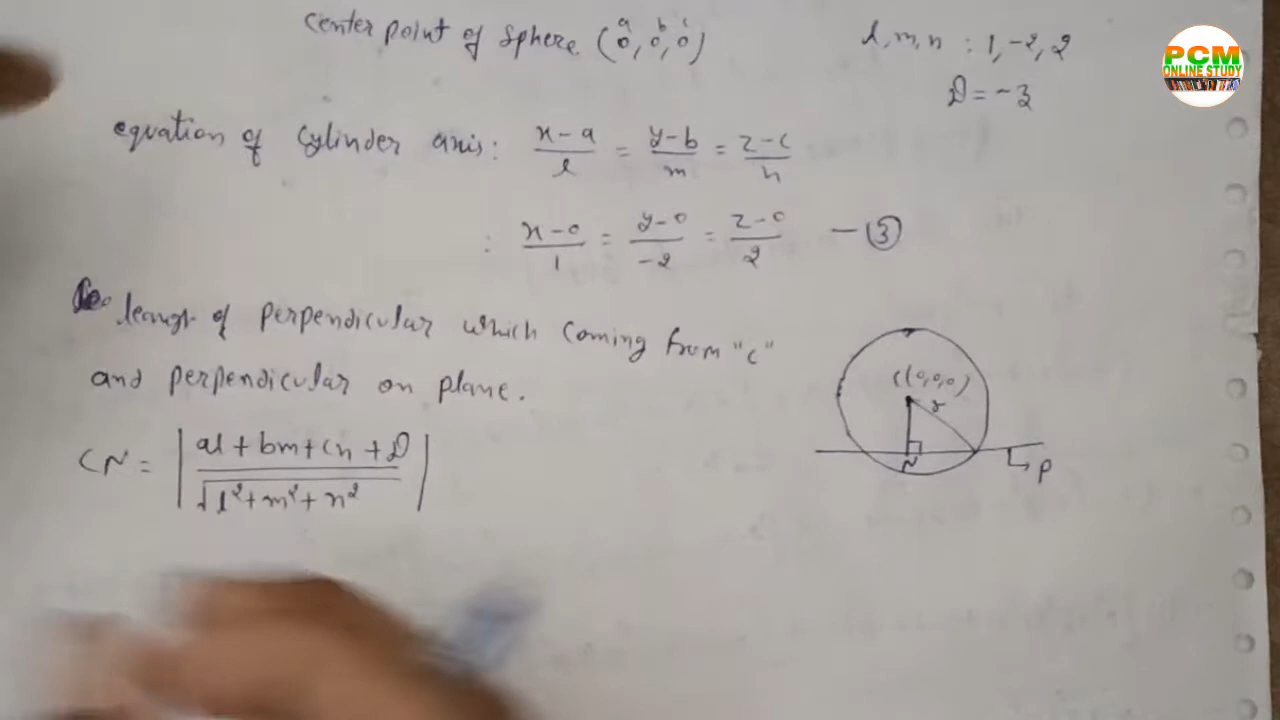 center point of sphere (0, 0, 0)
a b c
l, m, n : 1, -2, 2
D = -3
PCM
ONLINE STUDY
equation of cylinder axis: x-a/l = y-b/m = z-c/n
: x-0/1 = y-0/-2 = z-0/2 —③
lenngt of perpendicular which coming from "c"
and perpendicular on plane.
C(0,0,0)
r
N
P
CN = | al + bm + cn + D / √l²+m²+n² |